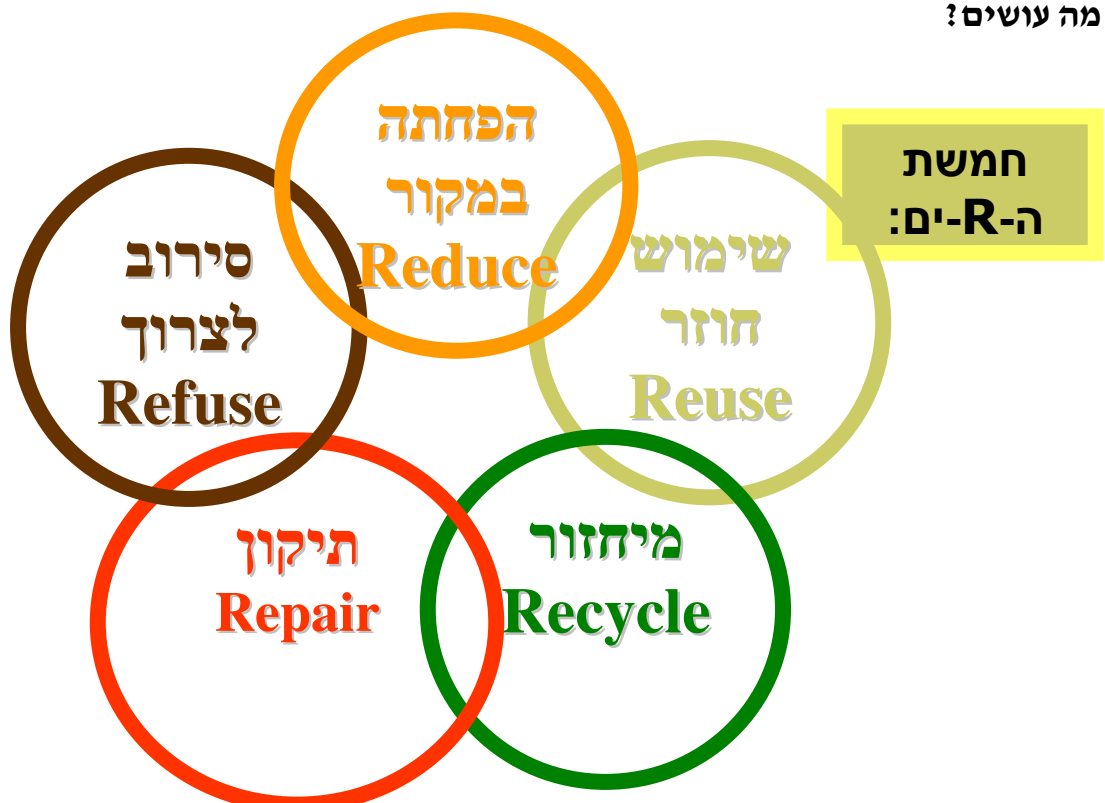 מה עושים?
חמשת
ה-R-ים:
הפחתה
במקור
Reduce
שימוש
חוזר
Reuse
סירוב
לצרוך
Refuse
מיחזור
Recycle
תיקון
Repair